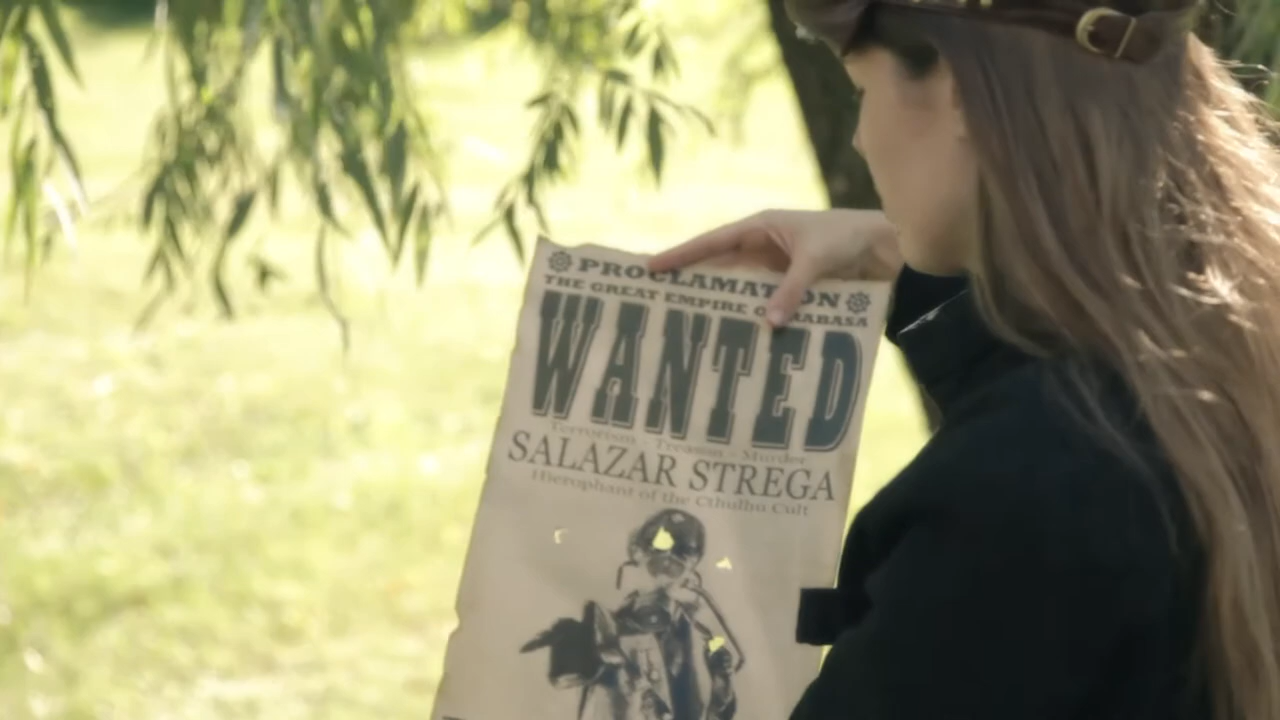 PROCLAMATION
THE GREAT EMPIRE
WANTED
Terrorism - Treason - Murder
SALAZAR STREGA
Hierophant of the Cthulhu Cult